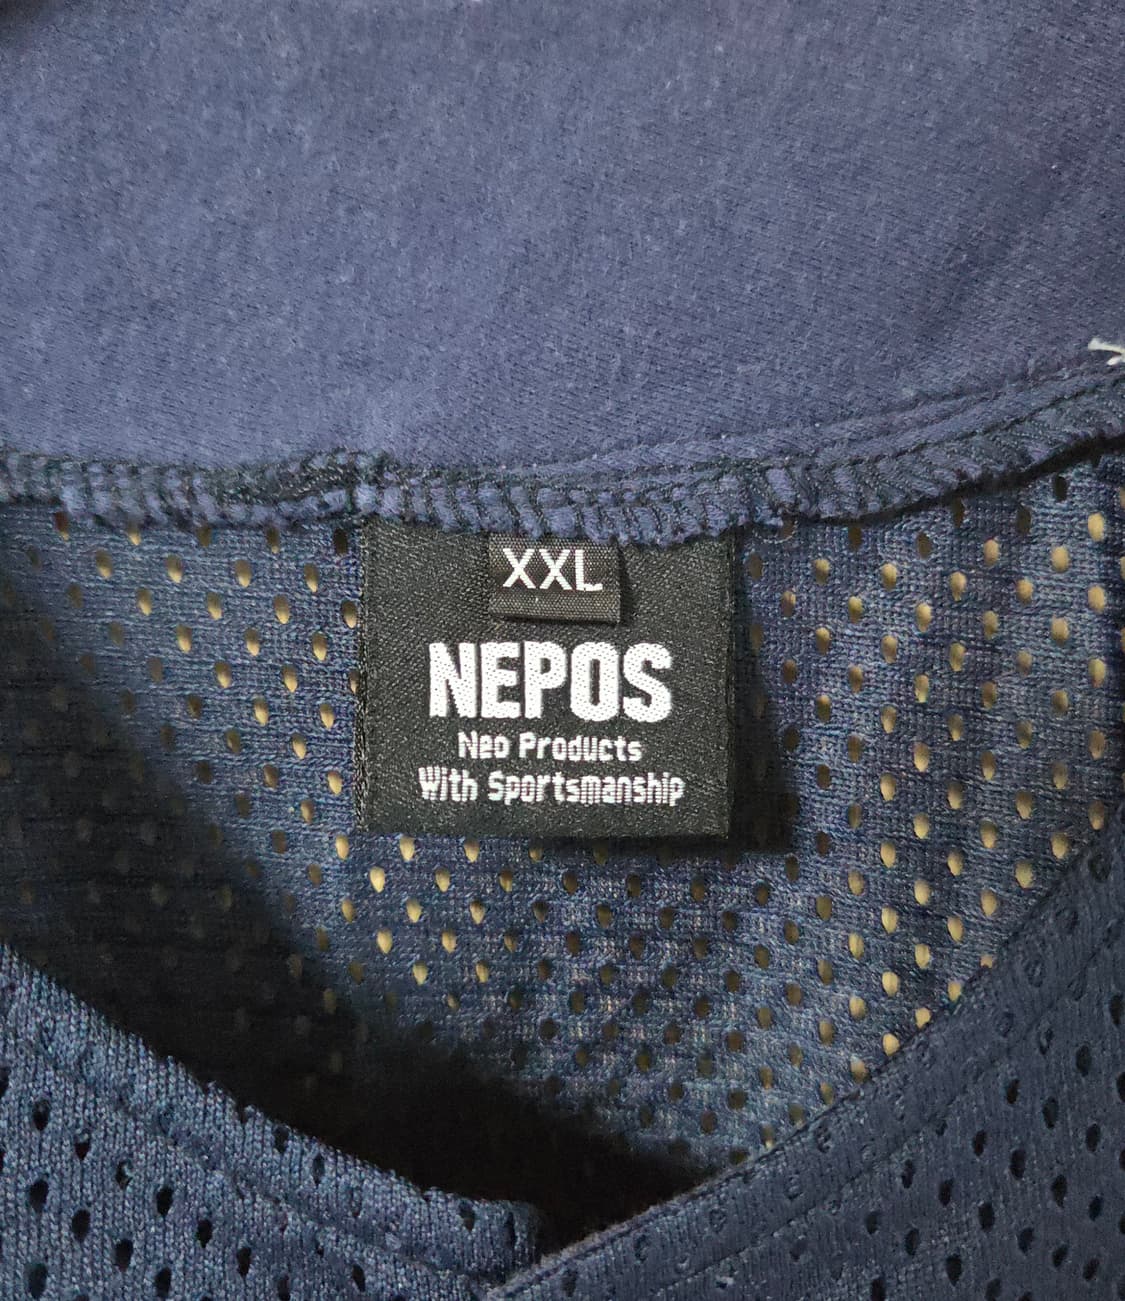 XXL
NEPOS
Neo Products
With Sportsmanship